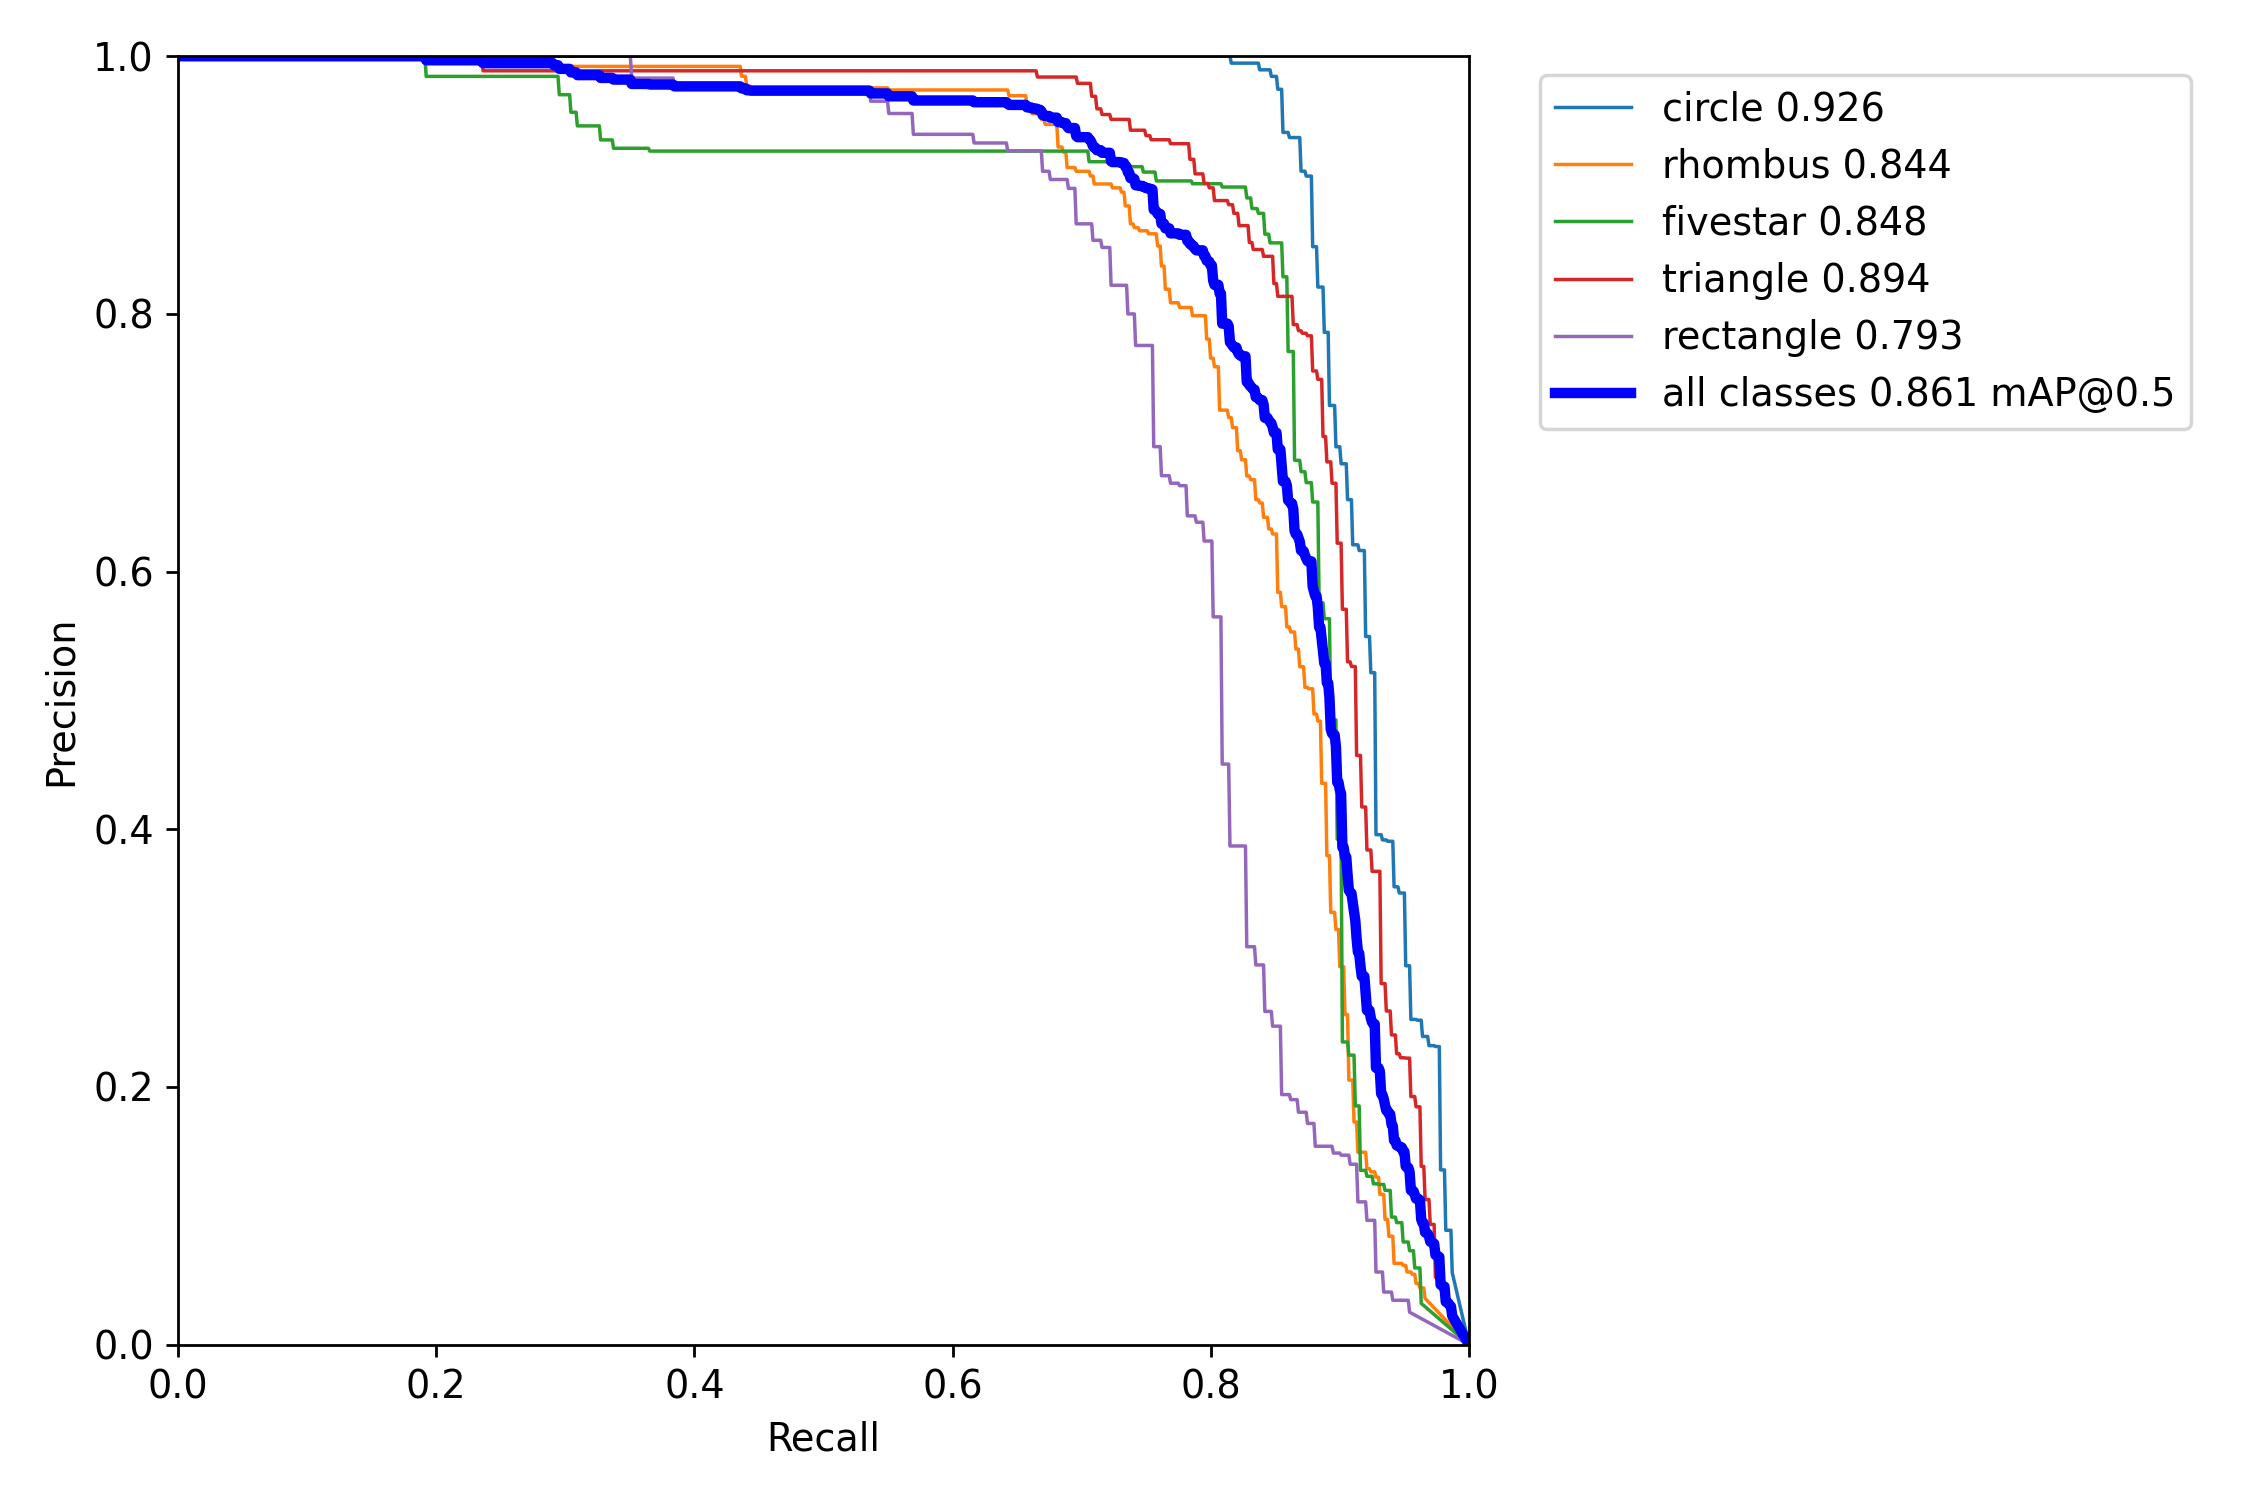 1.0
0.8
0.6
0.4
0.2
0.0
0.0 0.2 0.4 0.6 0.8 1.0
Precision
Recall
circle 0.926
rhombus 0.844
fivestar 0.848
triangle 0.894
rectangle 0.793
all classes 0.861 mAP@0.5